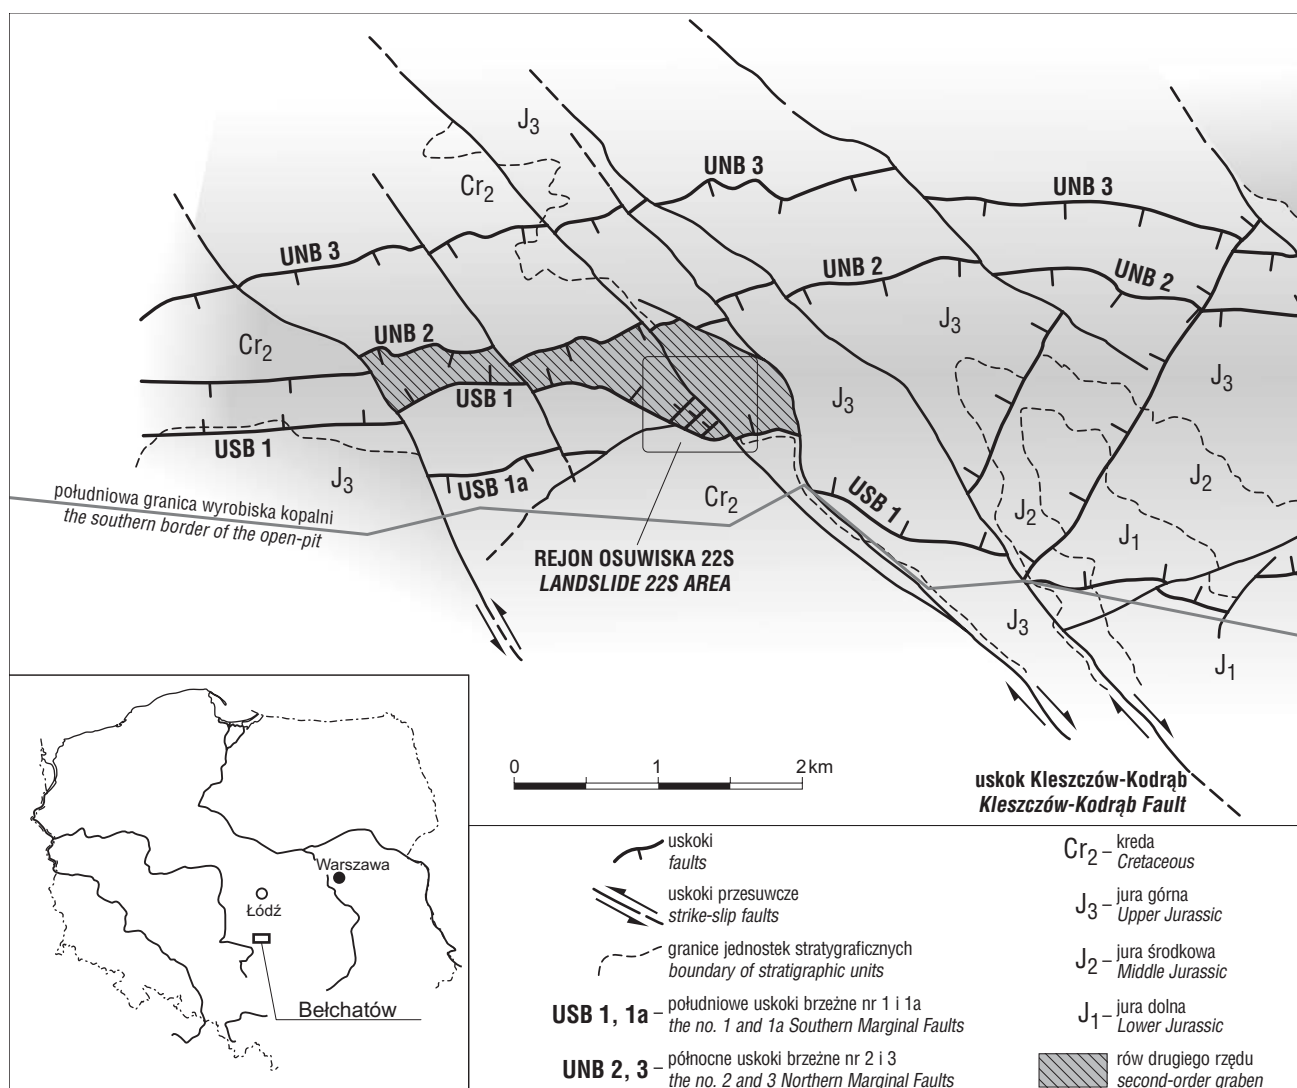 J3
Cr2
UNB 3
UNB 3
UNB 3
UNB 2
UNB 2
UNB 2
Cr2
J3
J3
J3
USB 1
USB 1
J3
USB 1a
Cr2
USB 1
J2
J2
J1
południowa granica wyrobiska kopalni
the southern border of the open-pit
REJON OSUWISKA 22S
LANDSLIDE 22S AREA
J3
J1
0 1 2 km
uskok Kleszczów-Kodrąb
Kleszczów-Kodrąb Fault
Warszawa
Łódź
Bełchatów
uskoki
faults
uskoki przesuwcze
strike-slip faults
granice jednostek stratygraficznych
boundary of stratigraphic units
USB 1, 1a – południowe uskoki brzeżne nr 1 i 1a
the no. 1 and 1a Southern Marginal Faults
UNB 2, 3 – północne uskoki brzeżne nr 2 i 3
the no. 2 and 3 Northern Marginal Faults
Cr2 – kreda
Cretaceous
J3 – jura górna
Upper Jurassic
J2 – jura środkowa
Middle Jurassic
J1 – jura dolna
Lower Jurassic
rów drugiego rzędu
second-order graben